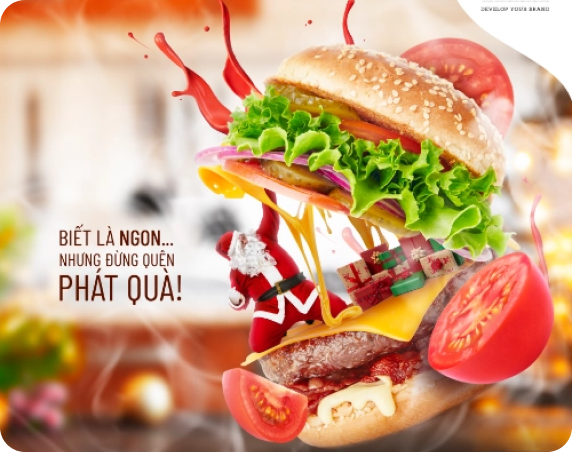 DEVELOP YOUR BRAND
BIẾT LÀ NGON...
NHƯNG ĐỪNG QUÊN
PHÁT QUÀ!